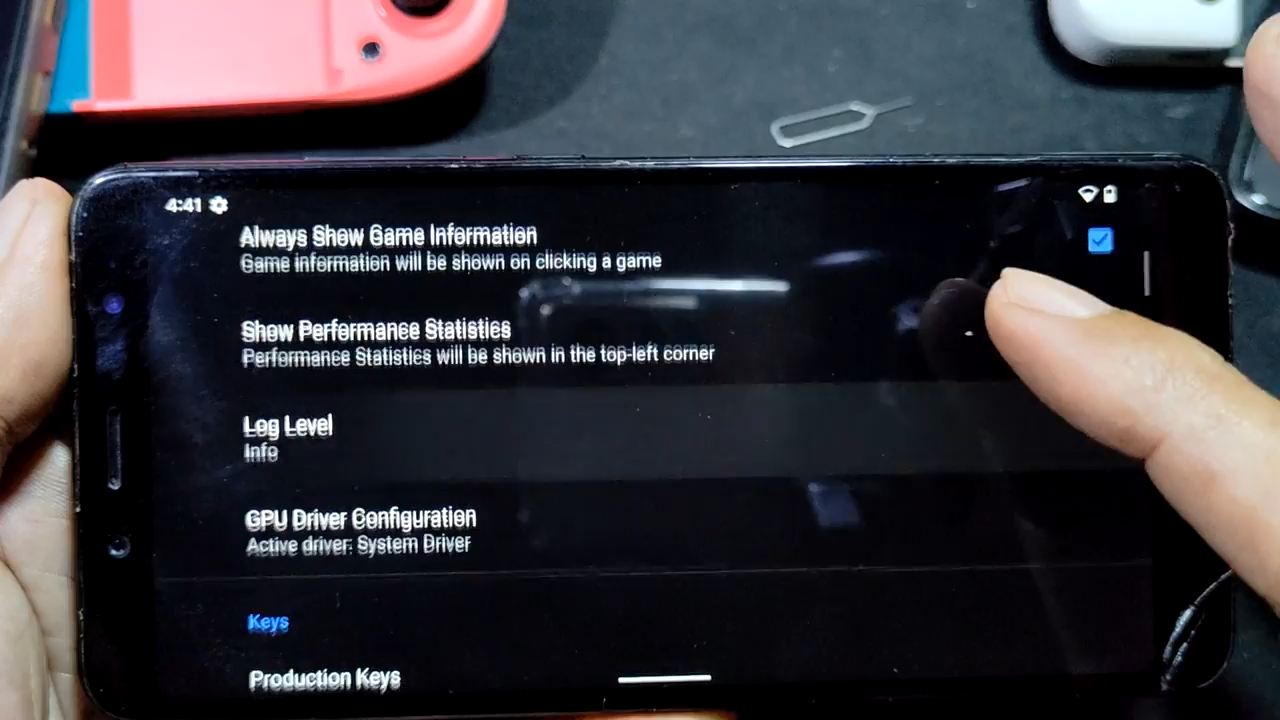 4:41
Always Show Game Information
Game information will be shown on clicking a game
Show Performance Statistics
Performance Statistics will be shown in the top-left corner
Log Level
Info
GPU Driver Configuration
Active driver: System Driver
Keys
Production Keys